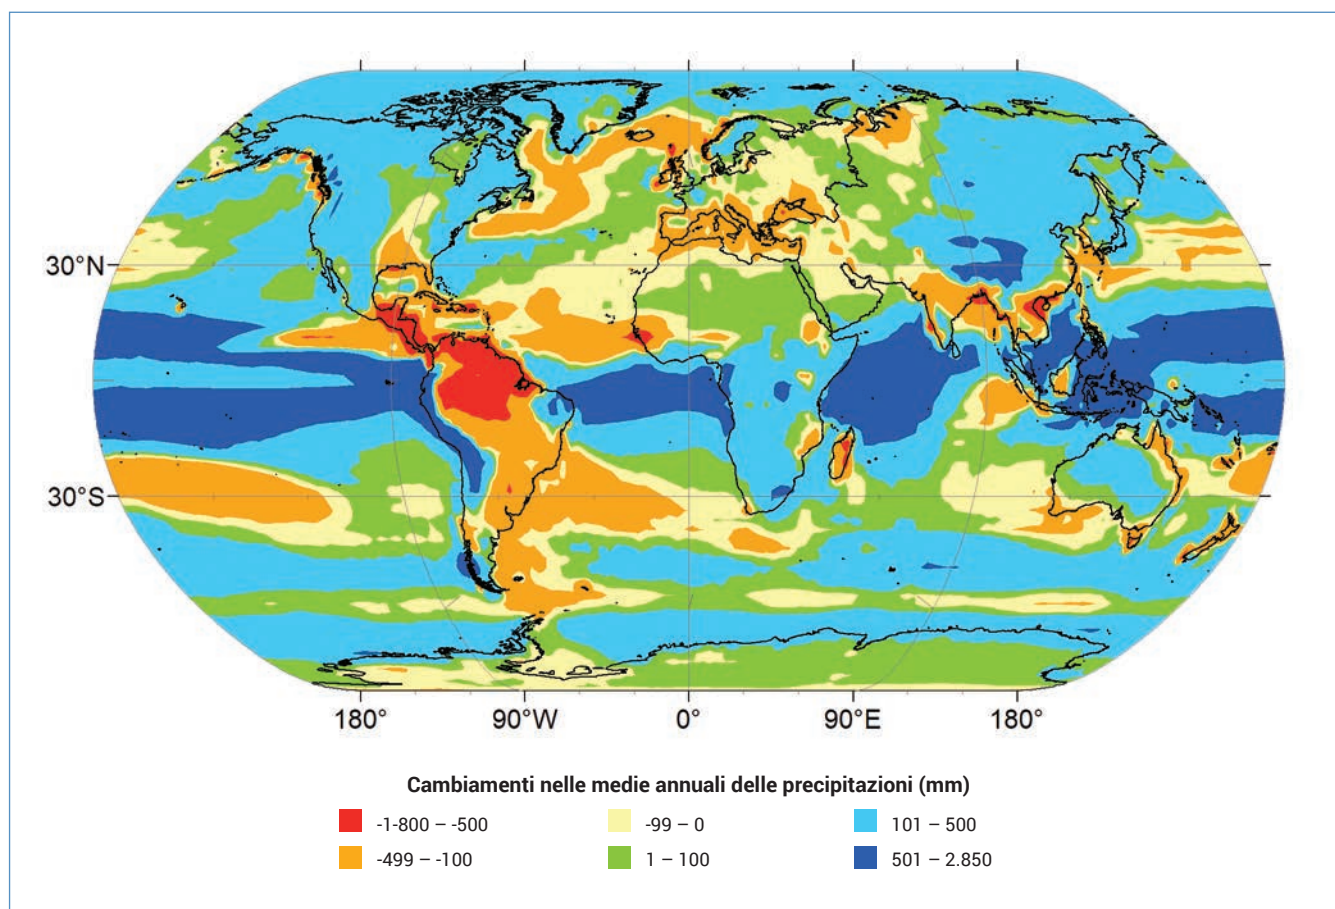 30°N
30°S
180°
90°W
0°
90°E
180°
Cambiamenti nelle medie annuali delle precipitazioni (mm)
-1-800 – -500
-99 – 0
101 – 500
-499 – -100
1 – 100
501 – 2.850